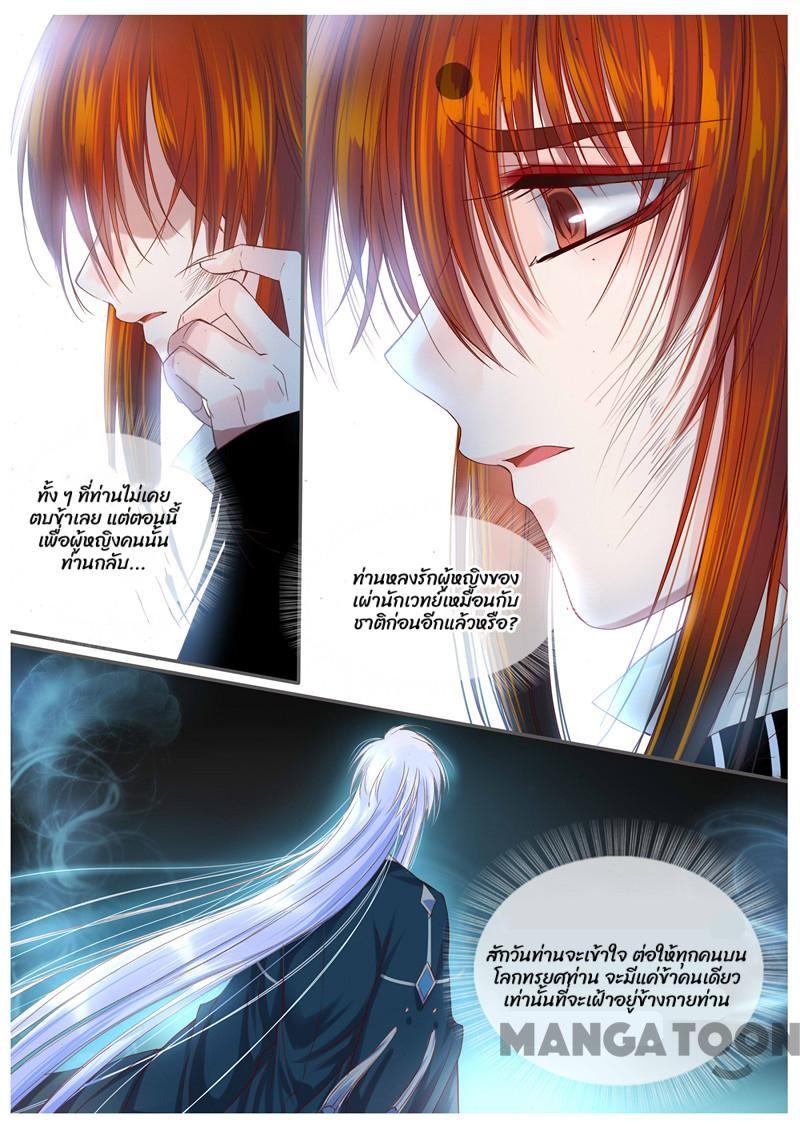 ทั้ง ๆ ที่ท่านไม่เคย
ตบข้าเลย แต่ตอนนี้
เพื่อผู้หญิงคนนั้น
ท่านกลับ...
ท่านหลงรักผู้หญิงของ
เผ่านักเวทย์เหมือนกับ
ชาติก่อนอีกแล้วหรือ?
สักวันท่านจะเข้าใจ ต่อให้ทุกคนบน
โลกทรยศท่าน จะมีแค่ข้าคนเดียว
เท่านั้นที่จะเฝ้าอยู่ข้างกายท่าน
MANGATOON